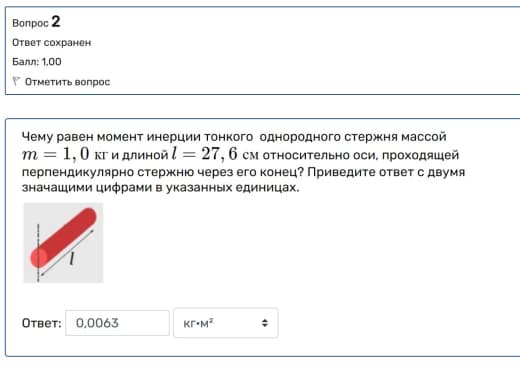 Вопрос 2
Ответ сохранен
Балл: 1,00
Отметить вопрос
Чему равен момент инерции тонкого однородного стержня массой
m = 1, 0 кг и длиной l = 27, 6 см относительно оси, проходящей
перпендикулярно стержню через его конец? Приведите ответ с двумя
значащими цифрами в указанных единицах.
l
Ответ: 0,0063 кг•м²